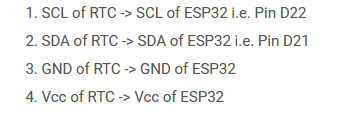 1. SCL of RTC -> SCL of ESP32 i.e. Pin D22
2. SDA of RTC -> SDA of ESP32 i.e. Pin D21
3. GND of RTC -> GND of ESP32
4. Vcc of RTC -> Vcc of ESP32